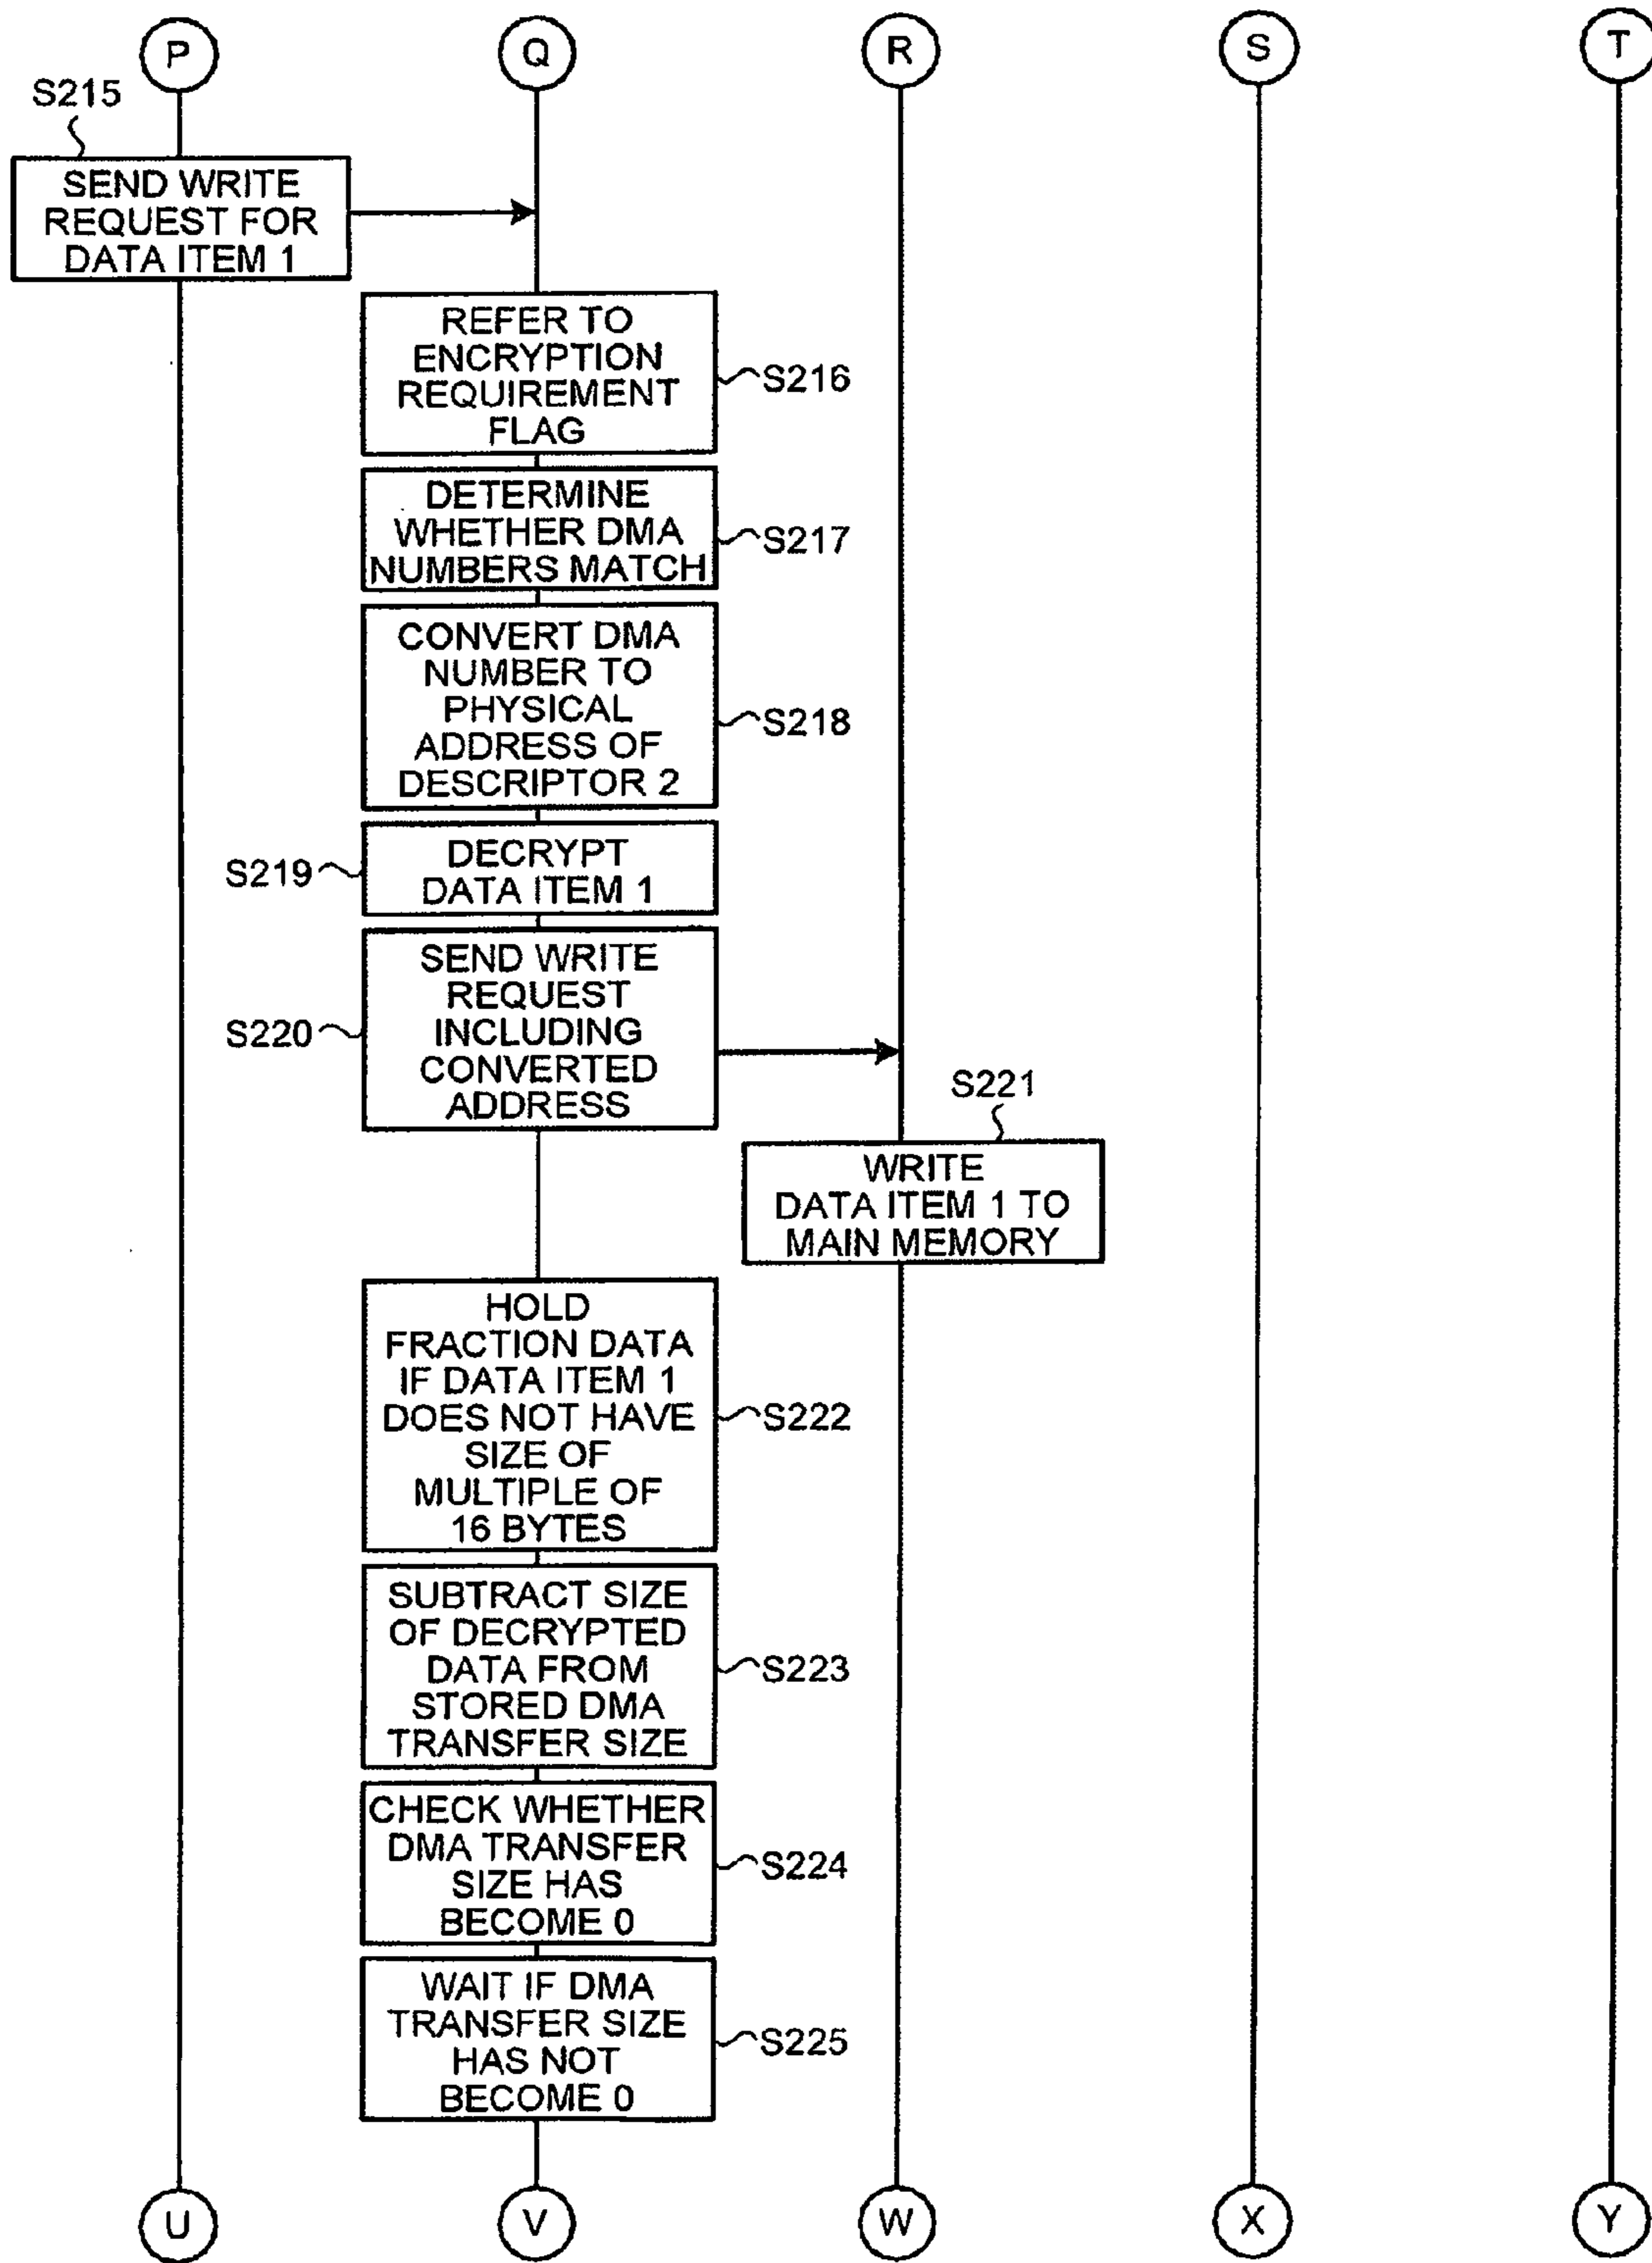 P
Q
R
S
T
S215
SEND WRITE
REQUEST FOR
DATA ITEM 1
REFER TO
ENCRYPTION
REQUIREMENT
FLAG
S216
DETERMINE
WHETHER DMA
NUMBERS MATCH
S217
CONVERT DMA
NUMBER TO
PHYSICAL
ADDRESS OF
DESCRIPTOR 2
S218
S219
DECRYPT
DATA ITEM 1
S220
SEND WRITE
REQUEST
INCLUDING
CONVERTED
ADDRESS
S221
WRITE
DATA ITEM 1 TO
MAIN MEMORY
HOLD
FRACTION DATA
IF DATA ITEM 1
DOES NOT HAVE
SIZE OF
MULTIPLE OF
16 BYTES
S222
SUBTRACT SIZE
OF DECRYPTED
DATA FROM
STORED DMA
TRANSFER SIZE
S223
CHECK WHETHER
DMA TRANSFER
SIZE HAS
BECOME 0
S224
WAIT IF DMA
TRANSFER SIZE
HAS NOT
BECOME 0
S225
U
V
W
X
Y